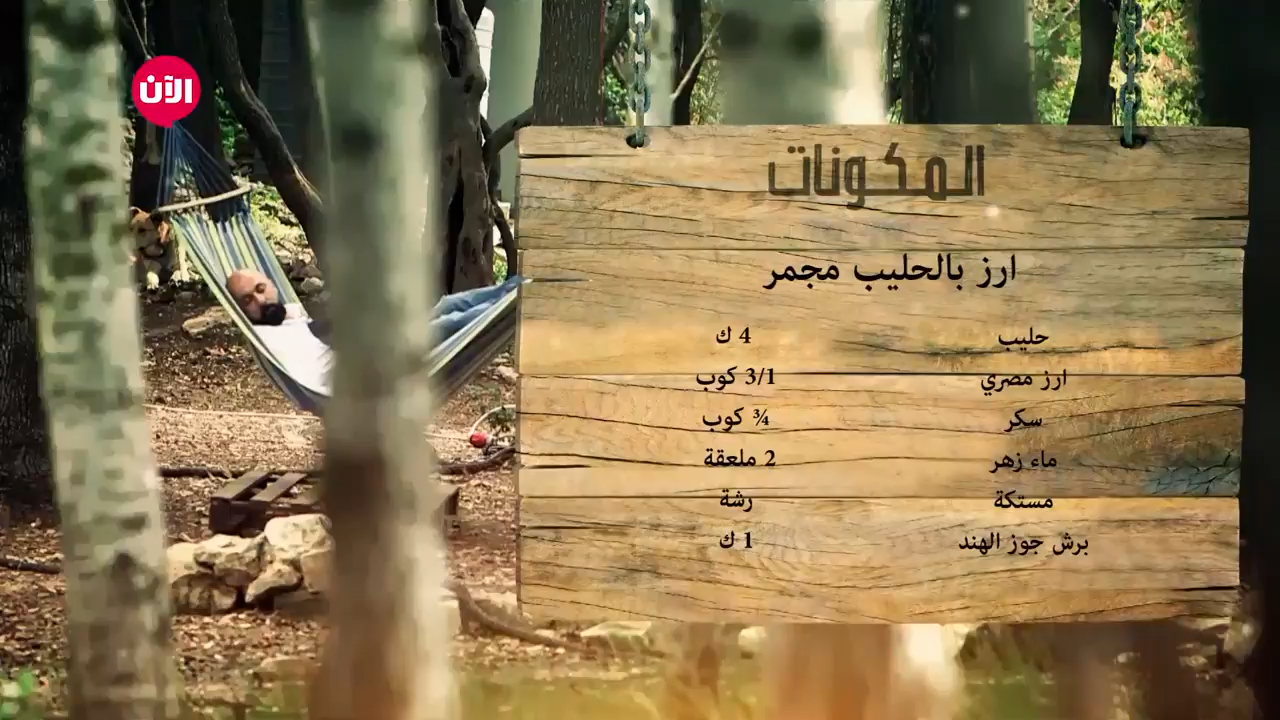 الآن
المكونات
ارز بالحليب مجمر
حليب 4 ك
ارز مصري 3/1 كوب
سكر ¾ كوب
ماء زهر 2 ملعقة
مستكة رشة
برش جوز الهند 1 ك